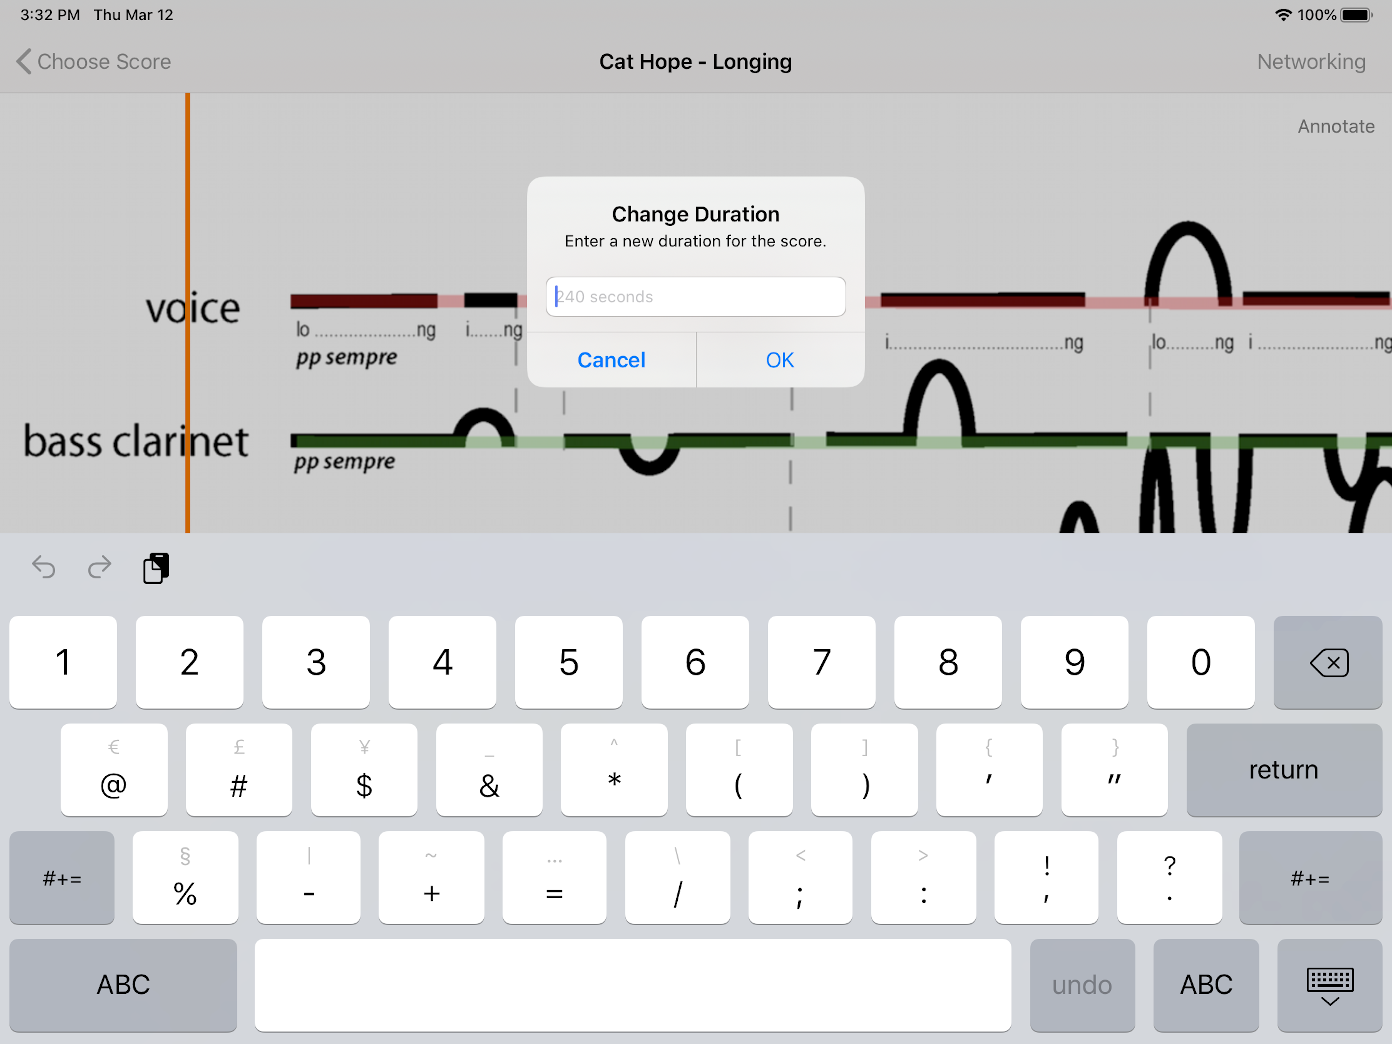 3:32 PM Thu Mar 12 100%
Choose Score Cat Hope - Longing Networking
Annotate
Change Duration
Enter a new duration for the score.
240 seconds
Cancel OK
voice
lo....................ng i......ng i..................................ng lo.........ng i..........................ng
pp sempre
bass clarinet
pp sempre
1 2 3 4 5 6 7 8 9 0
€ £ ¥ _ ^ [ ] { }
@ # $ & * ( ) ' " return
§ | ~ … \ < > ! ?
#+= % - + = / ; : , . #+=
ABC undo ABC